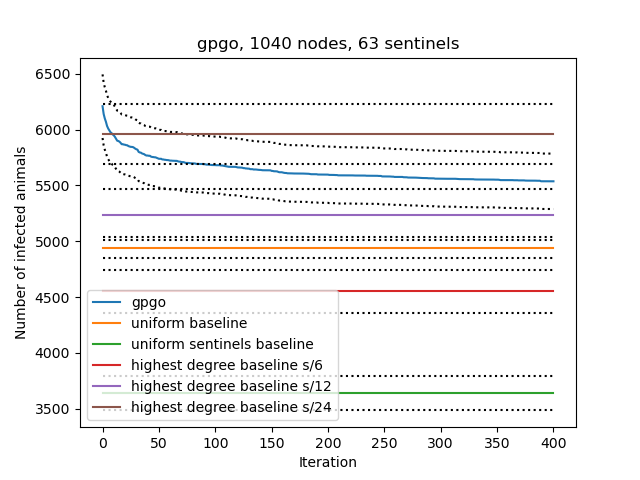 gpgo, 1040 nodes, 63 sentinels
Number of infected animals
6500
6000
5500
5000
4500
4000
3500
gpgo
uniform baseline
uniform sentinels baseline
highest degree baseline s/6
highest degree baseline s/12
highest degree baseline s/24
0 50 100 150 200 250 300 350 400
Iteration